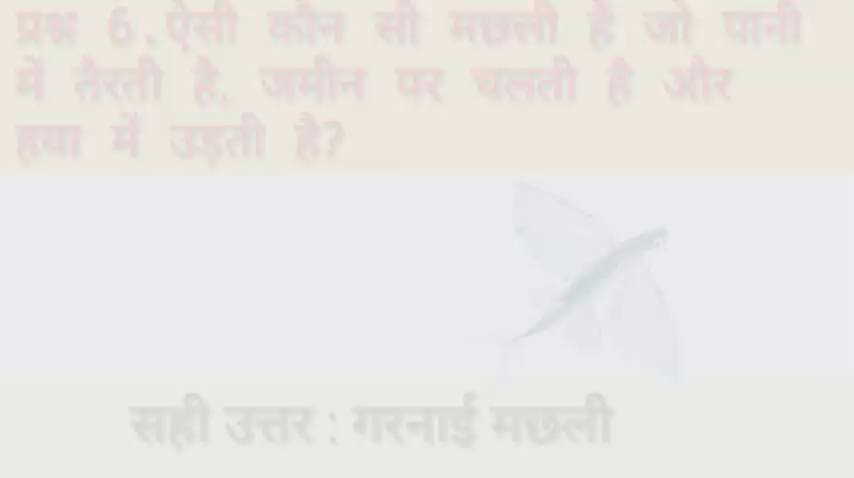 प्रश्न 6.ऐसी कौन सी मछली है जो पानी
में तैरती है, जमीन पर चलती है और
हवा में उड़ती है?
सही उत्तर : गरनाई मछली